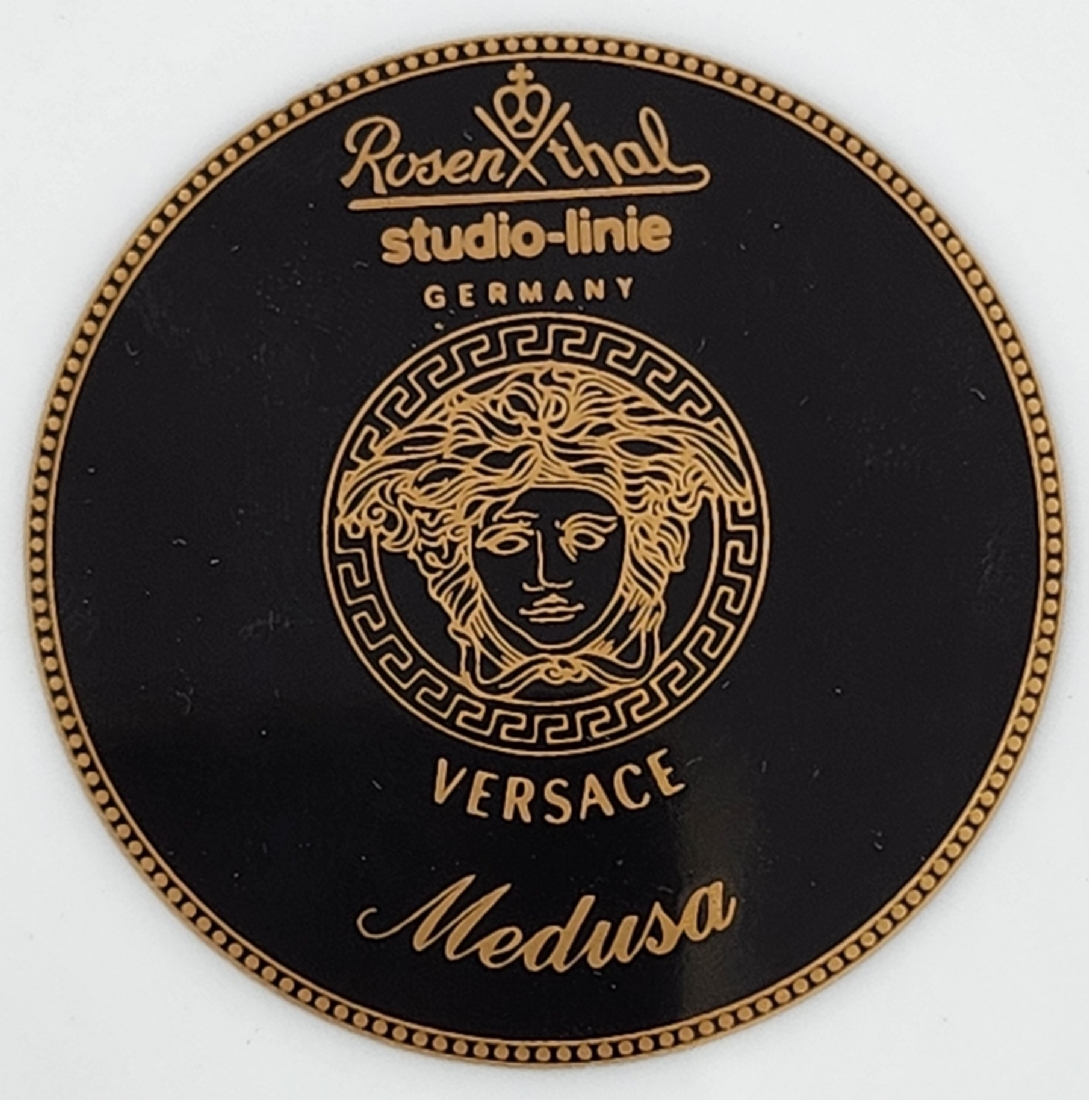 Rosenthal
studio-linie
GERMANY
VERSACE
Medusa